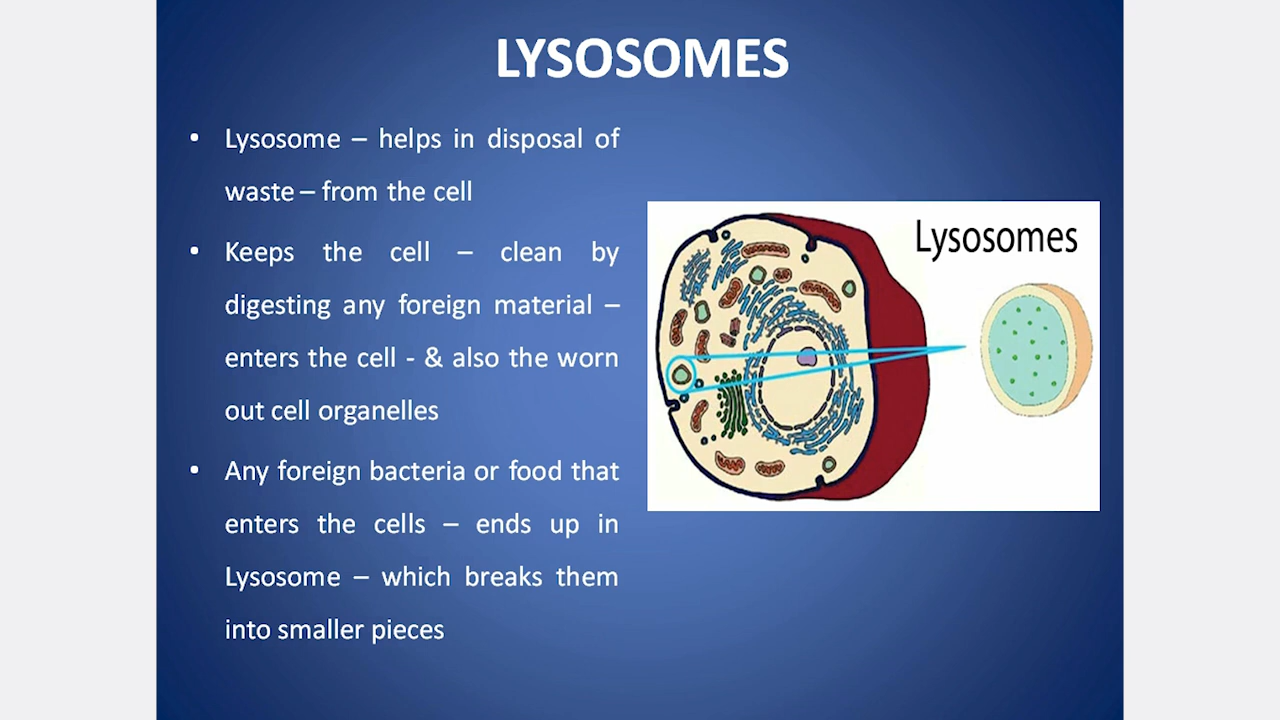 LYSOSOMES
• Lysosome – helps in disposal of
waste – from the cell
• Keeps the cell – clean by
digesting any foreign material –
enters the cell - & also the worn
out cell organelles
• Any foreign bacteria or food that
enters the cells – ends up in
Lysosome – which breaks them
into smaller pieces
Lysosomes